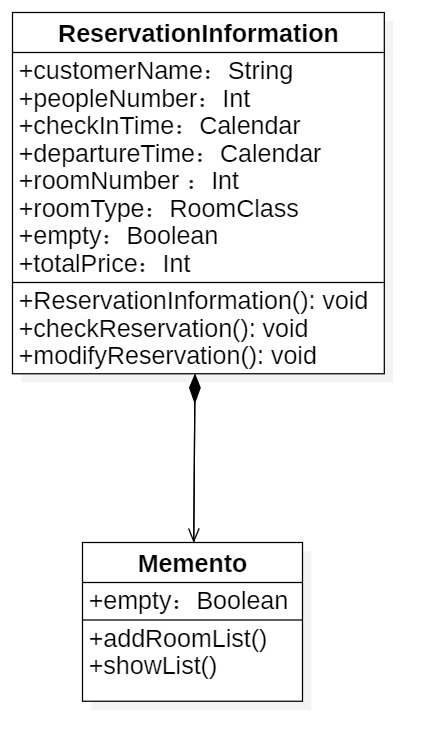 ReservationInformation
+customerName：String
+peopleNumber：Int
+checkInTime：Calendar
+departureTime：Calendar
+roomNumber：Int
+roomType：RoomClass
+empty：Boolean
+totalPrice：Int
+ReservationInformation(): void
+checkReservation(): void
+modifyReservation(): void
Memento
+empty：Boolean
+addRoomList()
+showList()